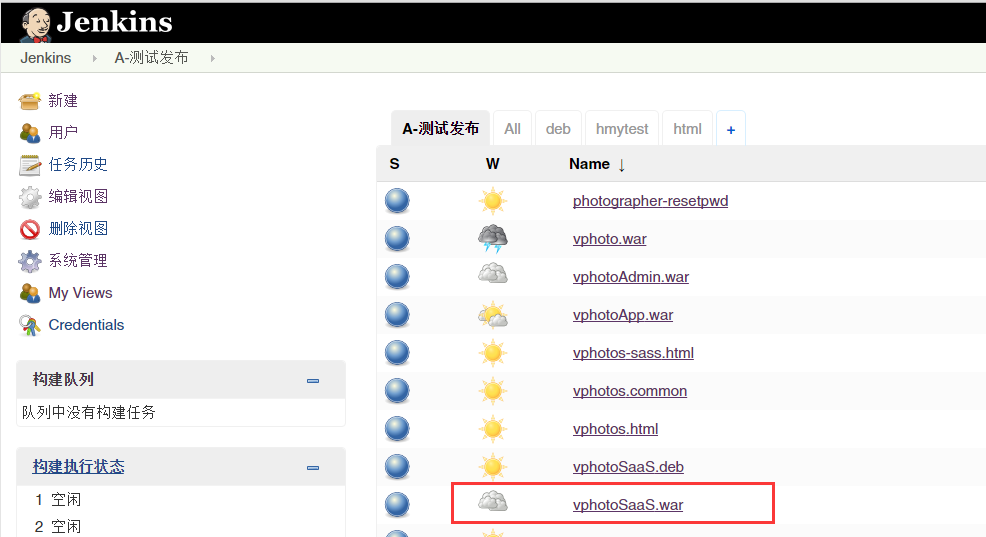 Jenkins
Jenkins A-测试发布
新建
用户
任务历史
编辑视图
删除视图
系统管理
My Views
Credentials
构建队列
队列中没有构建任务
构建执行状态
1 空闲
2 空闲
A-测试发布 All deb hmytest html +
S W Name ↓
photographer-resetpwd
vphoto.war
vphotoAdmin.war
vphotoApp.war
vphotos-sass.html
vphotos.common
vphotos.html
vphotoSaaS.deb
vphotoSaaS.war